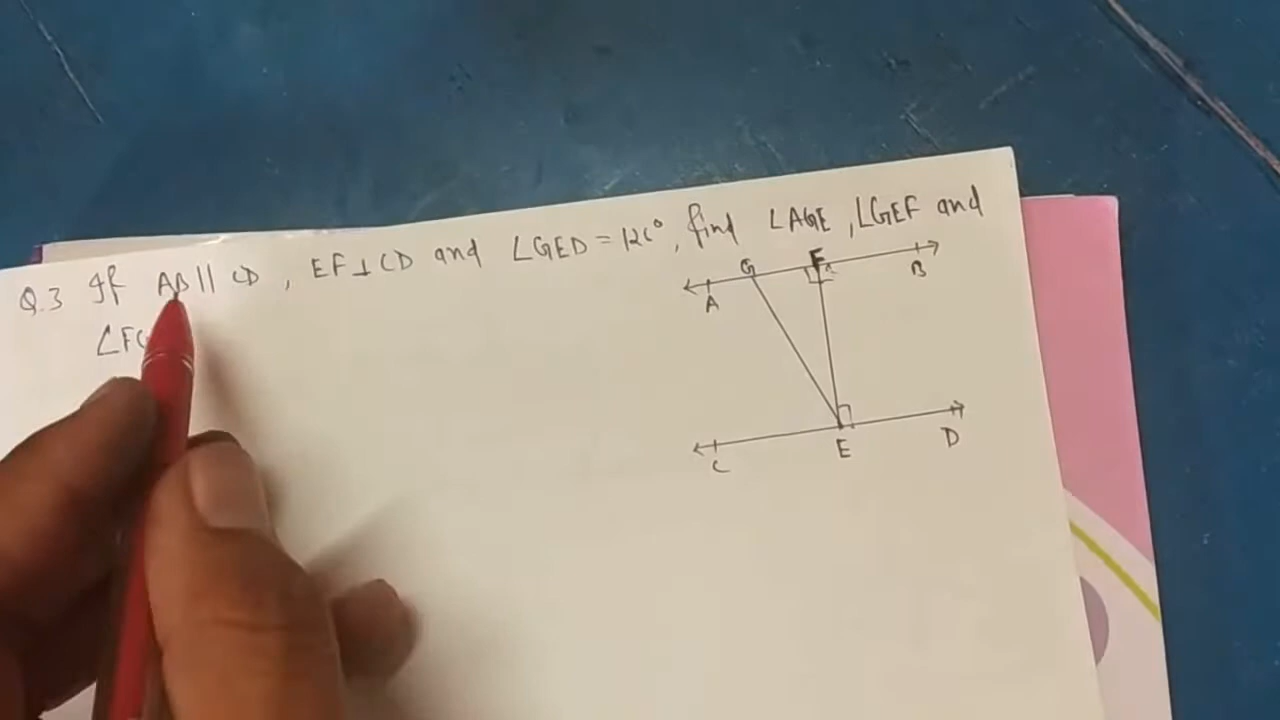 Q.3 If AB || CD, EF ⊥ CD and ∠GED = 126°, find ∠AGE, ∠GEF and
∠FG
G F B
A
E D
C